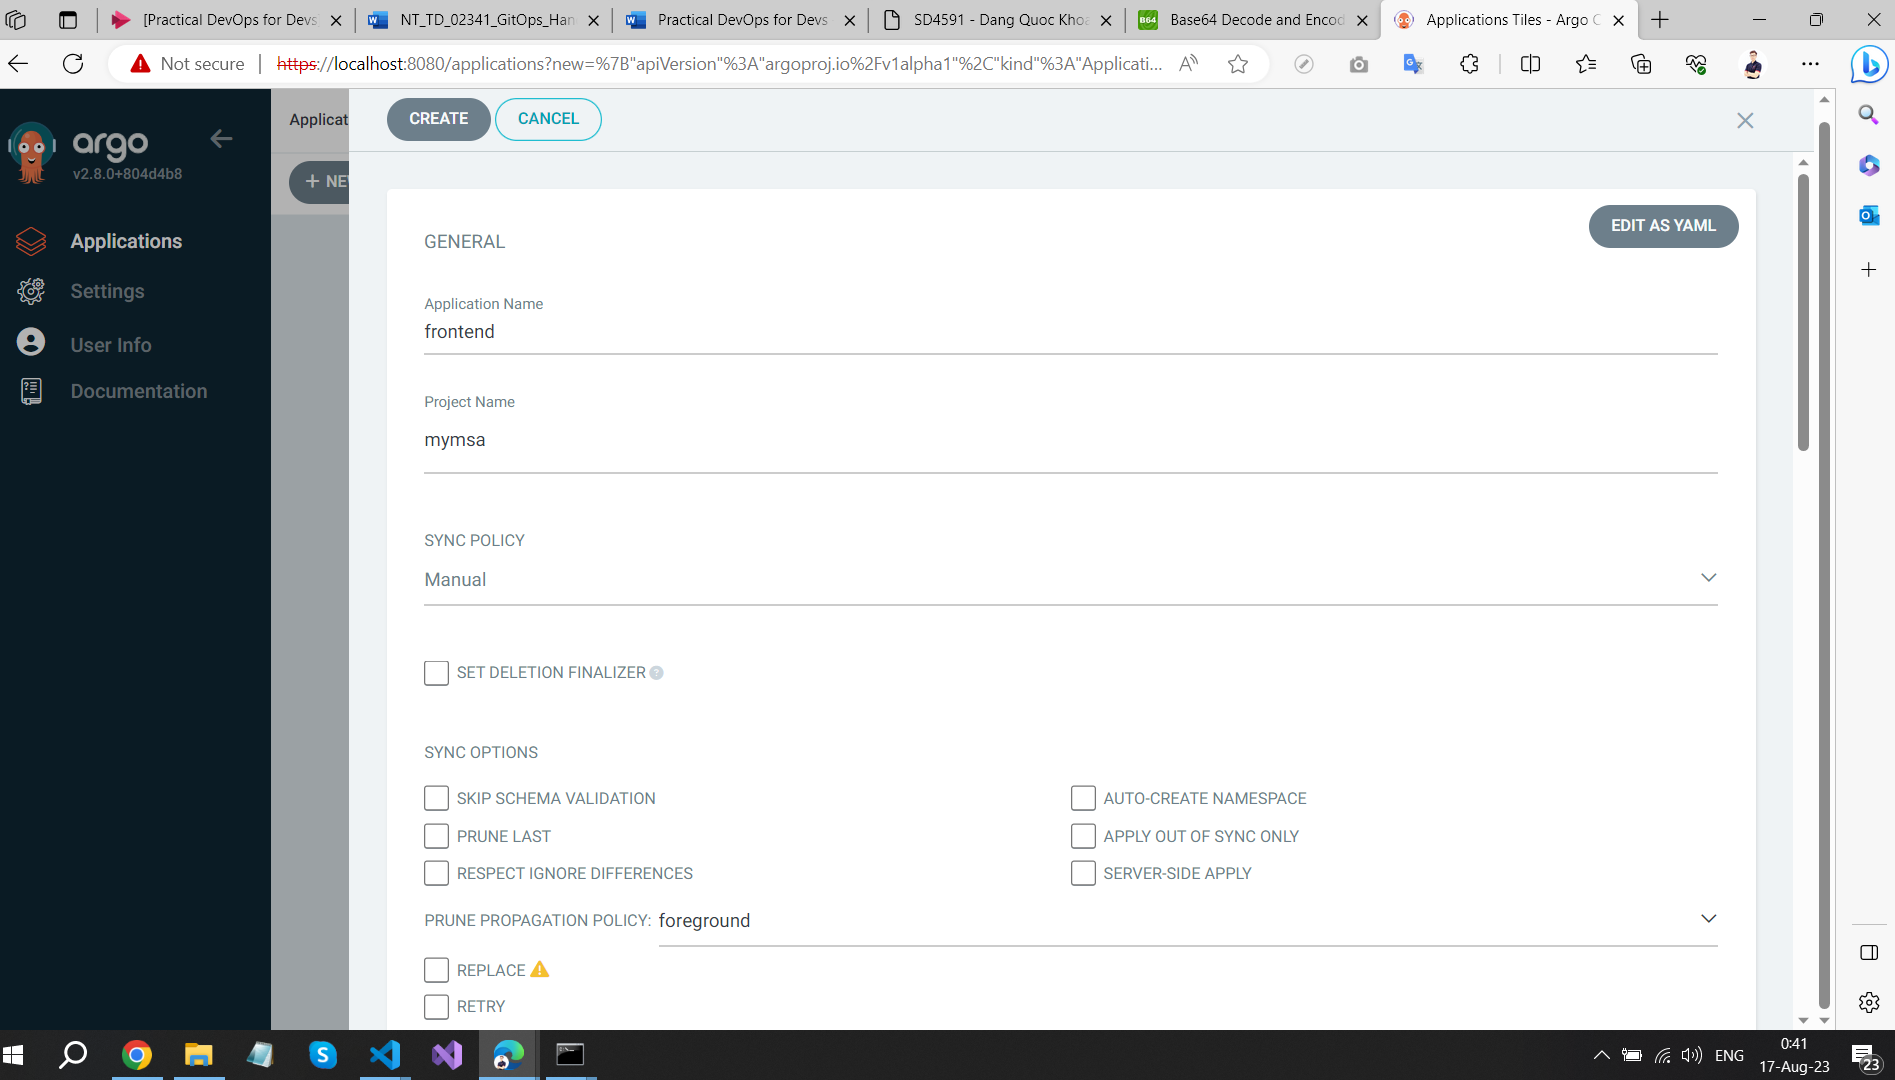 [Practical DevOps for Devs
NT_TD_02341_GitOps_Han
Practical DevOps for Devs
SD4591 - Dang Quoc Khoa
B64
Base64 Decode and Encod
Applications Tiles - Argo C
Not secure
https://localhost:8080/applications?new=%7B"apiVersion"%3A"argoproj.io%2Fv1alpha1"%2C"kind"%3A"Applicati...
argo
v2.8.0+804d4b8
Applications
Settings
User Info
Documentation
Applicat
+ NEW
CREATE
CANCEL
GENERAL
EDIT AS YAML
Application Name
frontend
Project Name
mymsa
SYNC POLICY
Manual
SET DELETION FINALIZER ?
SYNC OPTIONS
SKIP SCHEMA VALIDATION
AUTO-CREATE NAMESPACE
PRUNE LAST
APPLY OUT OF SYNC ONLY
RESPECT IGNORE DIFFERENCES
SERVER-SIDE APPLY
PRUNE PROPAGATION POLICY: foreground
REPLACE
RETRY
ENG
0:41
17-Aug-23
23